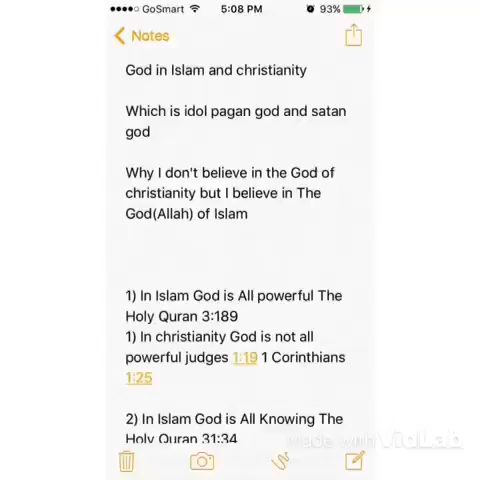 GoSmart 5:08 PM 93%
Notes
God in Islam and christianity
Which is idol pagan god and satan
god
Why I don't believe in the God of
christianity but I believe in The
God(Allah) of Islam
1) In Islam God is All powerful The
Holy Quran 3:189
1) In christianity God is not all
powerful judges 1:19 1 Corinthians
1:25
2) In Islam God is All Knowing The
Holy Quran 31:34
made with VidLab